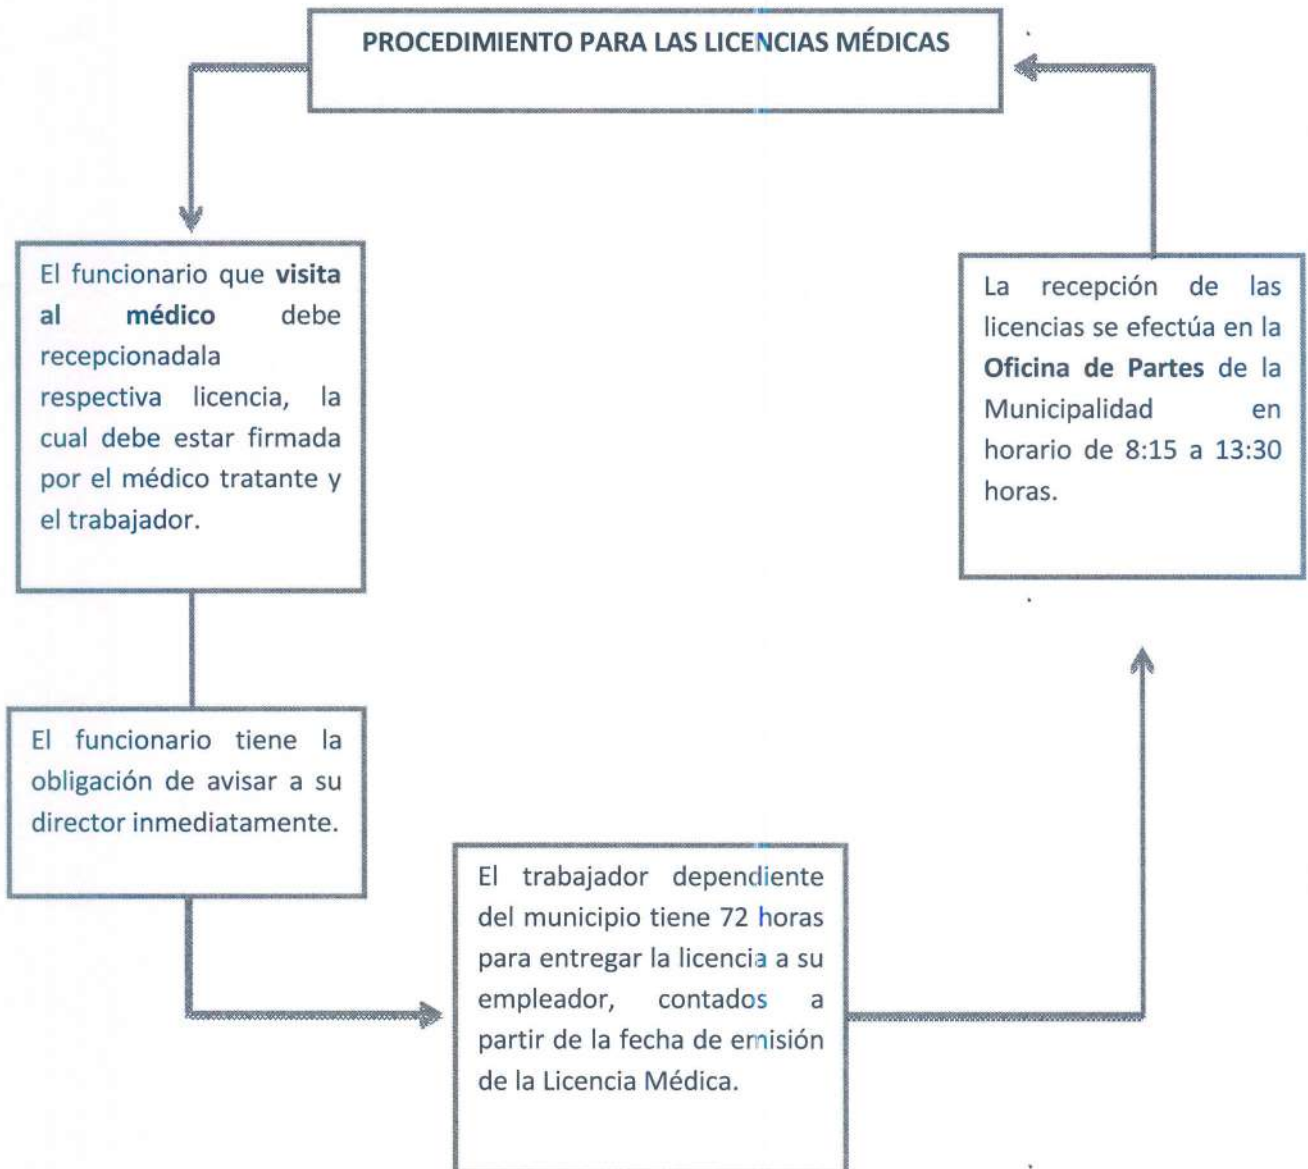 PROCEDIMIENTO PARA LAS LICENCIAS MÉDICAS
El funcionario que visita
al médico debe
recepcionadala
respectiva licencia, la
cual debe estar firmada
por el médico tratante y
el trabajador.
El funcionario tiene la
obligación de avisar a su
director inmediatamente.
El trabajador dependiente
del municipio tiene 72 horas
para entregar la licencia a su
empleador, contados a
partir de la fecha de emisión
de la Licencia Médica.
La recepción de las
licencias se efectúa en la
Oficina de Partes de la
Municipalidad en
horario de 8:15 a 13:30
horas.